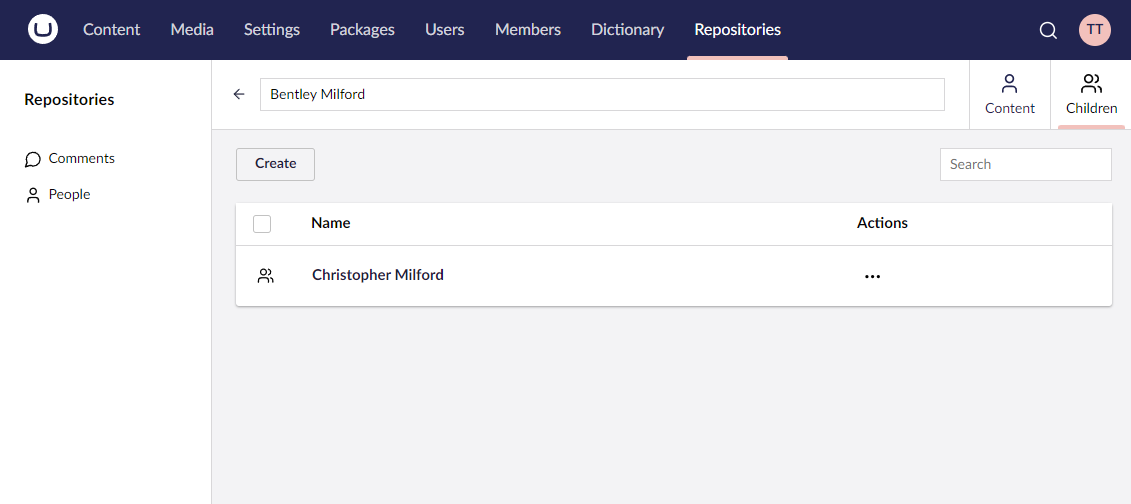 Content Media Settings Packages Users Members Dictionary Repositories TT
Repositories
Comments
People
Bentley Milford
Content
Children
Create
Search
Name Actions
Christopher Milford